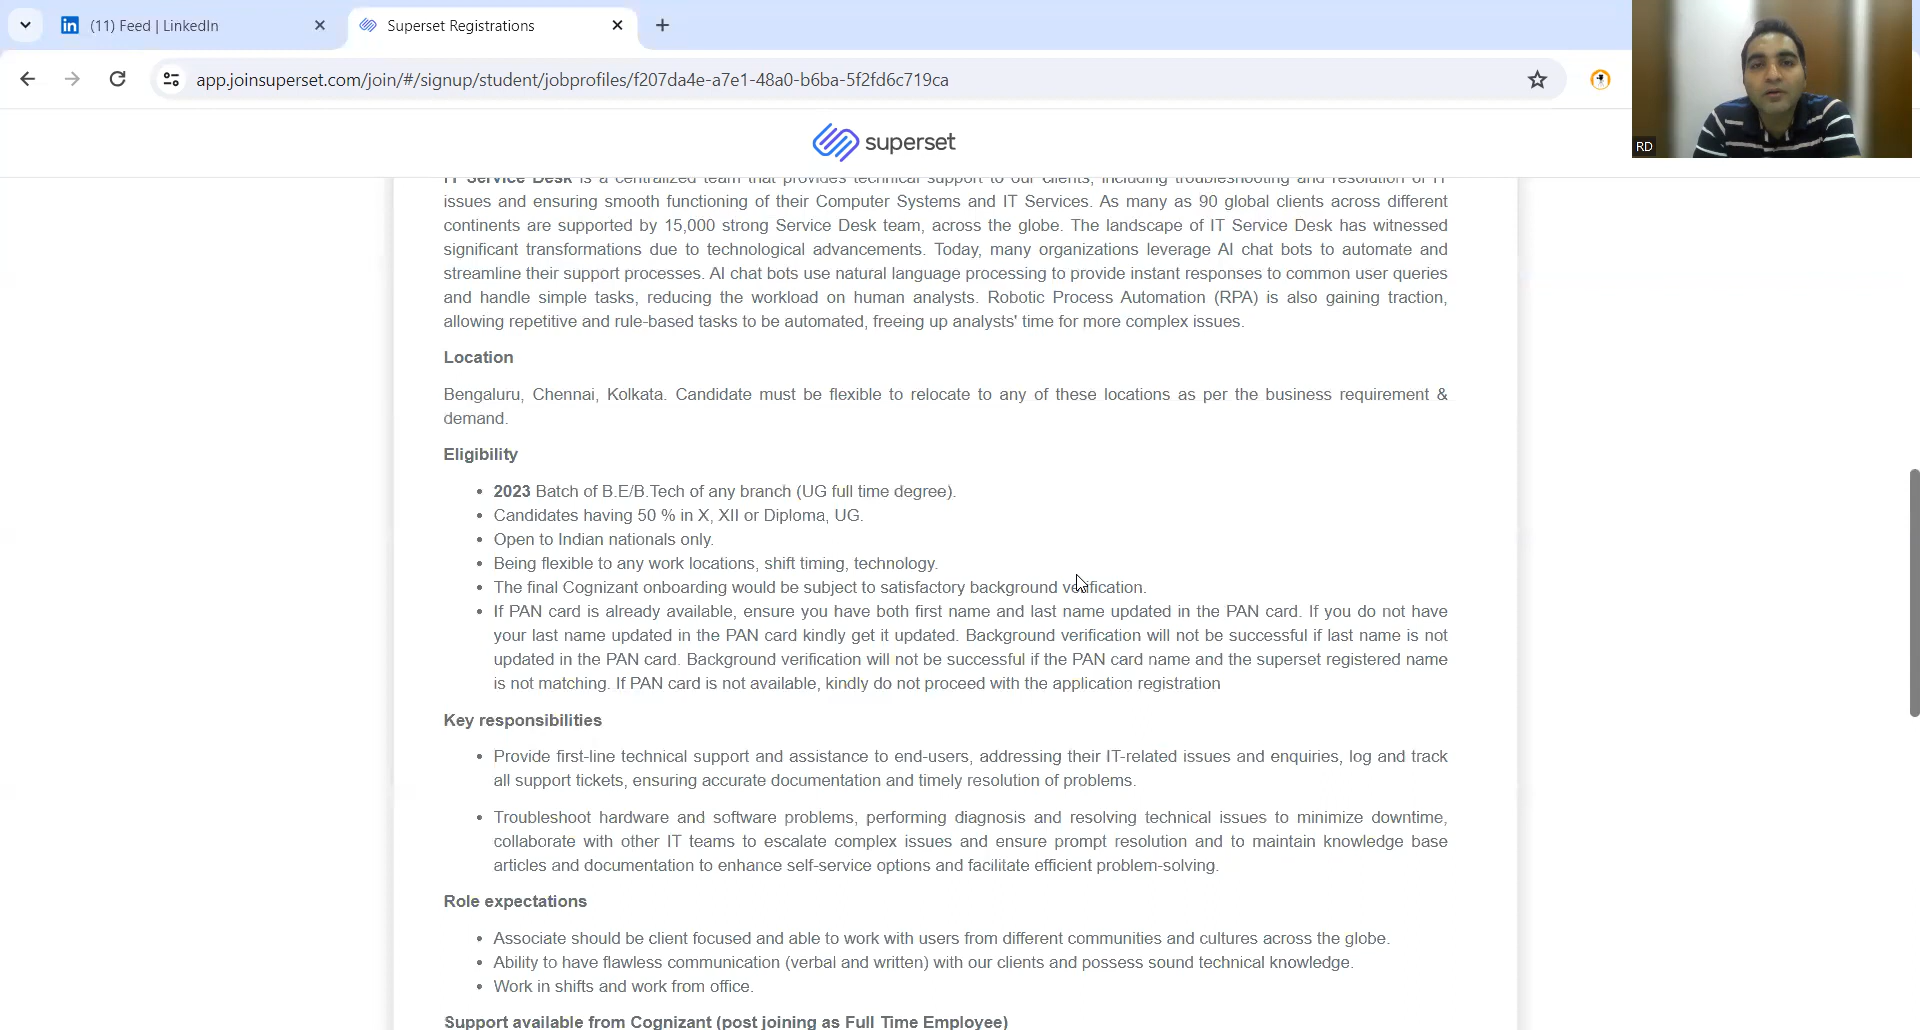 (11) Feed | LinkedIn
Superset Registrations
app.joinsuperset.com/join/#/signup/student/jobprofiles/f207da4e-a7e1-48a0-b6ba-5f2fd6c719ca
RD
superset
IT Service Desk is a centralized team that provides technical support to our clients, including troubleshooting and resolution of IT
issues and ensuring smooth functioning of their Computer Systems and IT Services. As many as 90 global clients across different
continents are supported by 15,000 strong Service Desk team, across the globe. The landscape of IT Service Desk has witnessed
significant transformations due to technological advancements. Today, many organizations leverage AI chat bots to automate and
streamline their support processes. AI chat bots use natural language processing to provide instant responses to common user queries
and handle simple tasks, reducing the workload on human analysts. Robotic Process Automation (RPA) is also gaining traction,
allowing repetitive and rule-based tasks to be automated, freeing up analysts' time for more complex issues.
Location
Bengaluru, Chennai, Kolkata. Candidate must be flexible to relocate to any of these locations as per the business requirement &
demand.
Eligibility
• 2023 Batch of B.E/B.Tech of any branch (UG full time degree).
• Candidates having 50 % in X, XII or Diploma, UG.
• Open to Indian nationals only.
• Being flexible to any work locations, shift timing, technology.
• The final Cognizant onboarding would be subject to satisfactory background verification.
• If PAN card is already available, ensure you have both first name and last name updated in the PAN card. If you do not have
your last name updated in the PAN card kindly get it updated. Background verification will not be successful if last name is not
updated in the PAN card. Background verification will not be successful if the PAN card name and the superset registered name
is not matching. If PAN card is not available, kindly do not proceed with the application registration
Key responsibilities
• Provide first-line technical support and assistance to end-users, addressing their IT-related issues and enquiries, log and track
all support tickets, ensuring accurate documentation and timely resolution of problems.
• Troubleshoot hardware and software problems, performing diagnosis and resolving technical issues to minimize downtime,
collaborate with other IT teams to escalate complex issues and ensure prompt resolution and to maintain knowledge base
articles and documentation to enhance self-service options and facilitate efficient problem-solving.
Role expectations
• Associate should be client focused and able to work with users from different communities and cultures across the globe.
• Ability to have flawless communication (verbal and written) with our clients and possess sound technical knowledge.
• Work in shifts and work from office.
Support available from Cognizant (post joining as Full Time Employee)